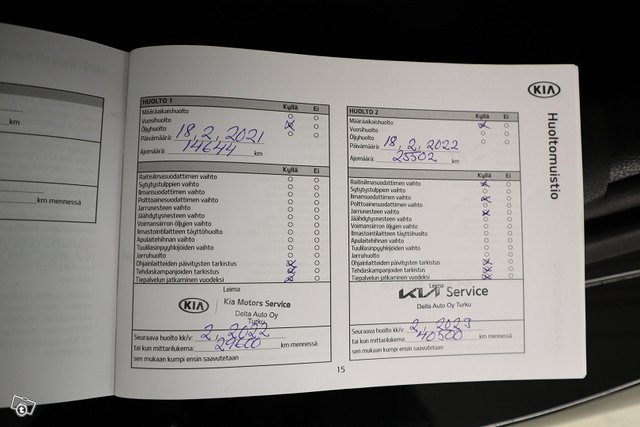 km
km mennessä
KIA
Huoltomuistio
HUOLTO 1
Kyllä Ei
Määräaikaishuolto
Vuosihuolto
Öljyhuolto
Päivämäärä: 18,2,2021
Ajomäärä: 14644 km
Kyllä Ei
Raitisilmasuodattimen vaihto
Sytytystulppien vaihto
Ilmansuodattimen vaihto
Polttoainesuodattimen vaihto
Jarrunesteen vaihto
Jäähdytysnesteen vaihto
Voimansiirron öljyjen vaihto
Ilmastointilaitteen täyttöhuolto
Apulaitehihnan vaihto
Tuulilasinpyyhkijöiden vaihto
Jarruhuolto
Ohjainlaitteiden päivitysten tarkistus
Tehdaskampanjoiden tarkistus
Tiepalvelun jatkaminen vuodeksi
Leima
KIA Kia Motors Service
Delta Auto Oy
Turku
Seuraava huolto kk/v: 2, 2022
tai kun mittarilukema: 29600 km mennessä
sen mukaan kumpi ensin saavutetaan
HUOLTO 2
Kyllä Ei
Määräaikaishuolto
Vuosihuolto
Öljyhuolto
Päivämäärä: 18,2,2022
Ajomäärä: 25502 km
Kyllä Ei
Raitisilmasuodattimen vaihto
Sytytystulppien vaihto
Ilmansuodattimen vaihto
Polttoainesuodattimen vaihto
Jarrunesteen vaihto
Jäähdytysnesteen vaihto
Voimansiirron öljyjen vaihto
Ilmastointilaitteen täyttöhuolto
Apulaitehihnan vaihto
Tuulilasinpyyhkijöiden vaihto
Jarruhuolto
Ohjainlaitteiden päivitysten tarkistus
Tehdaskampanjoiden tarkistus
Tiepalvelun jatkaminen vuodeksi
Leima
KIA Service
Delta Auto Oy Turku
Seuraava huolto kk/v: 2, 2023
tai kun mittarilukema: 40500 km mennessä
sen mukaan kumpi ensin saavutetaan
15